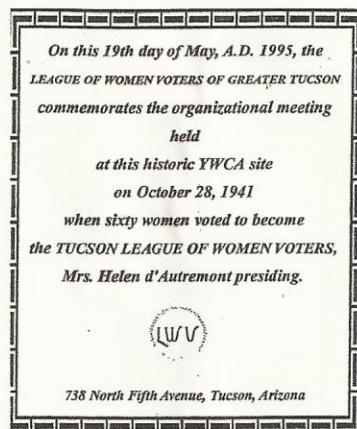 On this 19th day of May, A.D. 1995, the
LEAGUE OF WOMEN VOTERS OF GREATER TUCSON
commemorates the organizational meeting
held
at this historic YWCA site
on October 28, 1941
when sixty women voted to become
the TUCSON LEAGUE OF WOMEN VOTERS,
Mrs. Helen d'Autremont presiding.
LWV
738 North Fifth Avenue, Tucson, Arizona